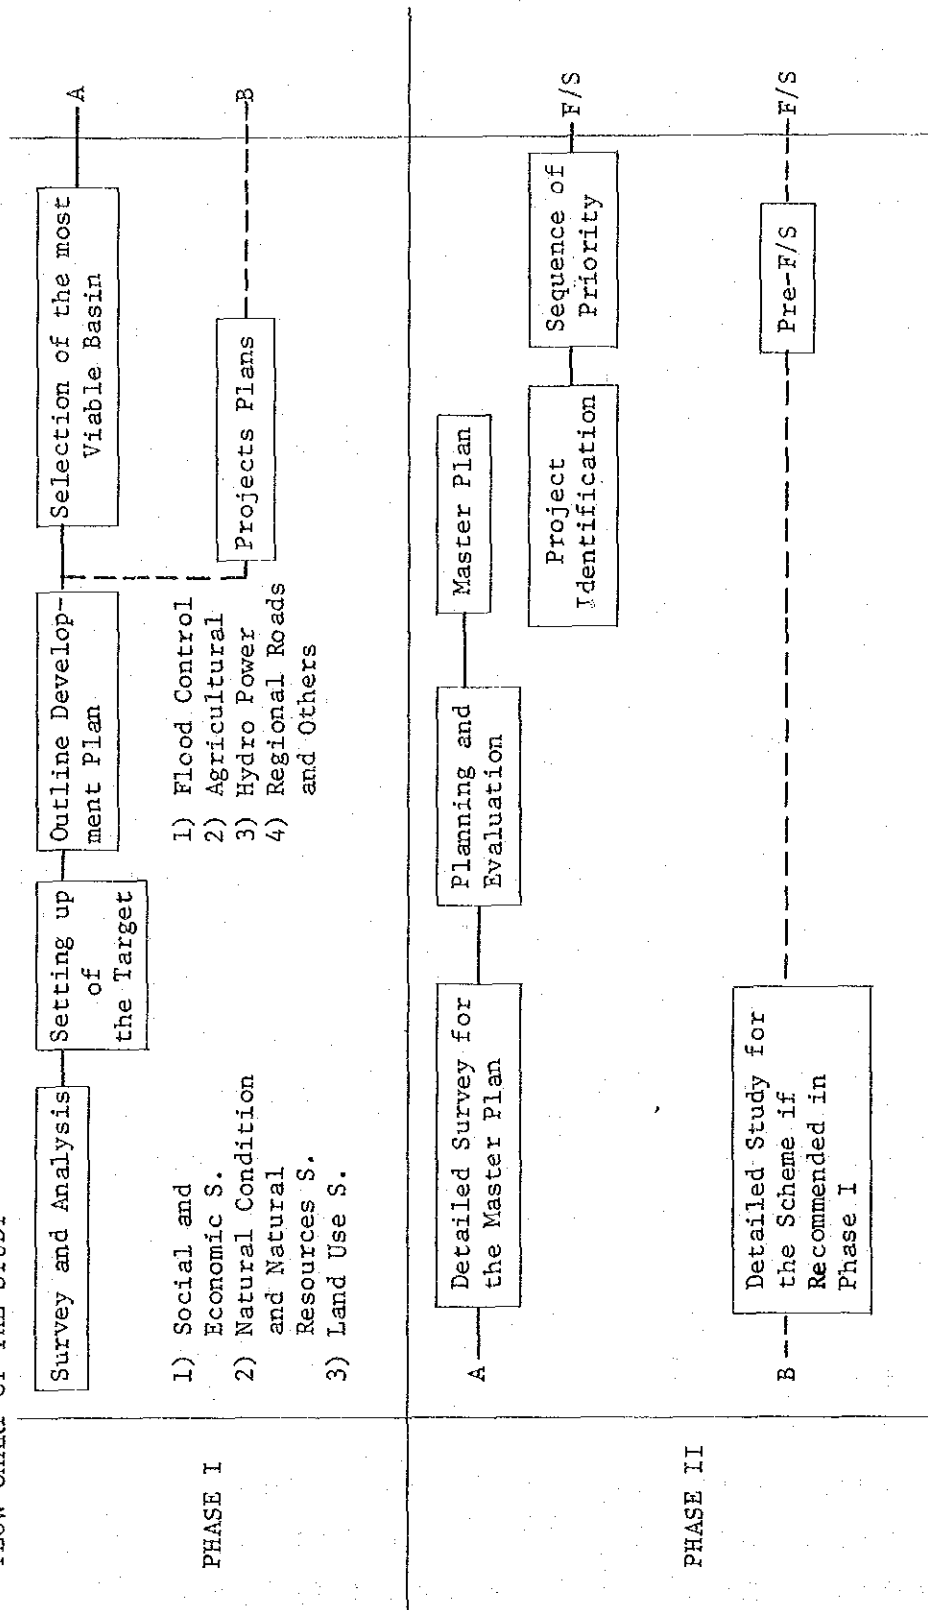 FLOW CHART OF THE STUDY
PHASE I
Survey and Analysis
1) Social and
Economic S.
2) Natural Condition
and Natural
Resources S.
3) Land Use S.
Setting up
of
the Target
Outline Develop-
ment Plan
1) Flood Control
2) Agricultural
3) Hydro Power
4) Regional Roads
and Others
Selection of the most
Viable Basin
A
Projects Plans
B
PHASE II
A
Detailed Survey for
the Master Plan
Planning and
Evaluation
Master Plan
Project
Identification
Sequence of
Priority
F/S
B
Detailed Study for
the Scheme if
Recommended in
Phase I
Pre-F/S
F/S